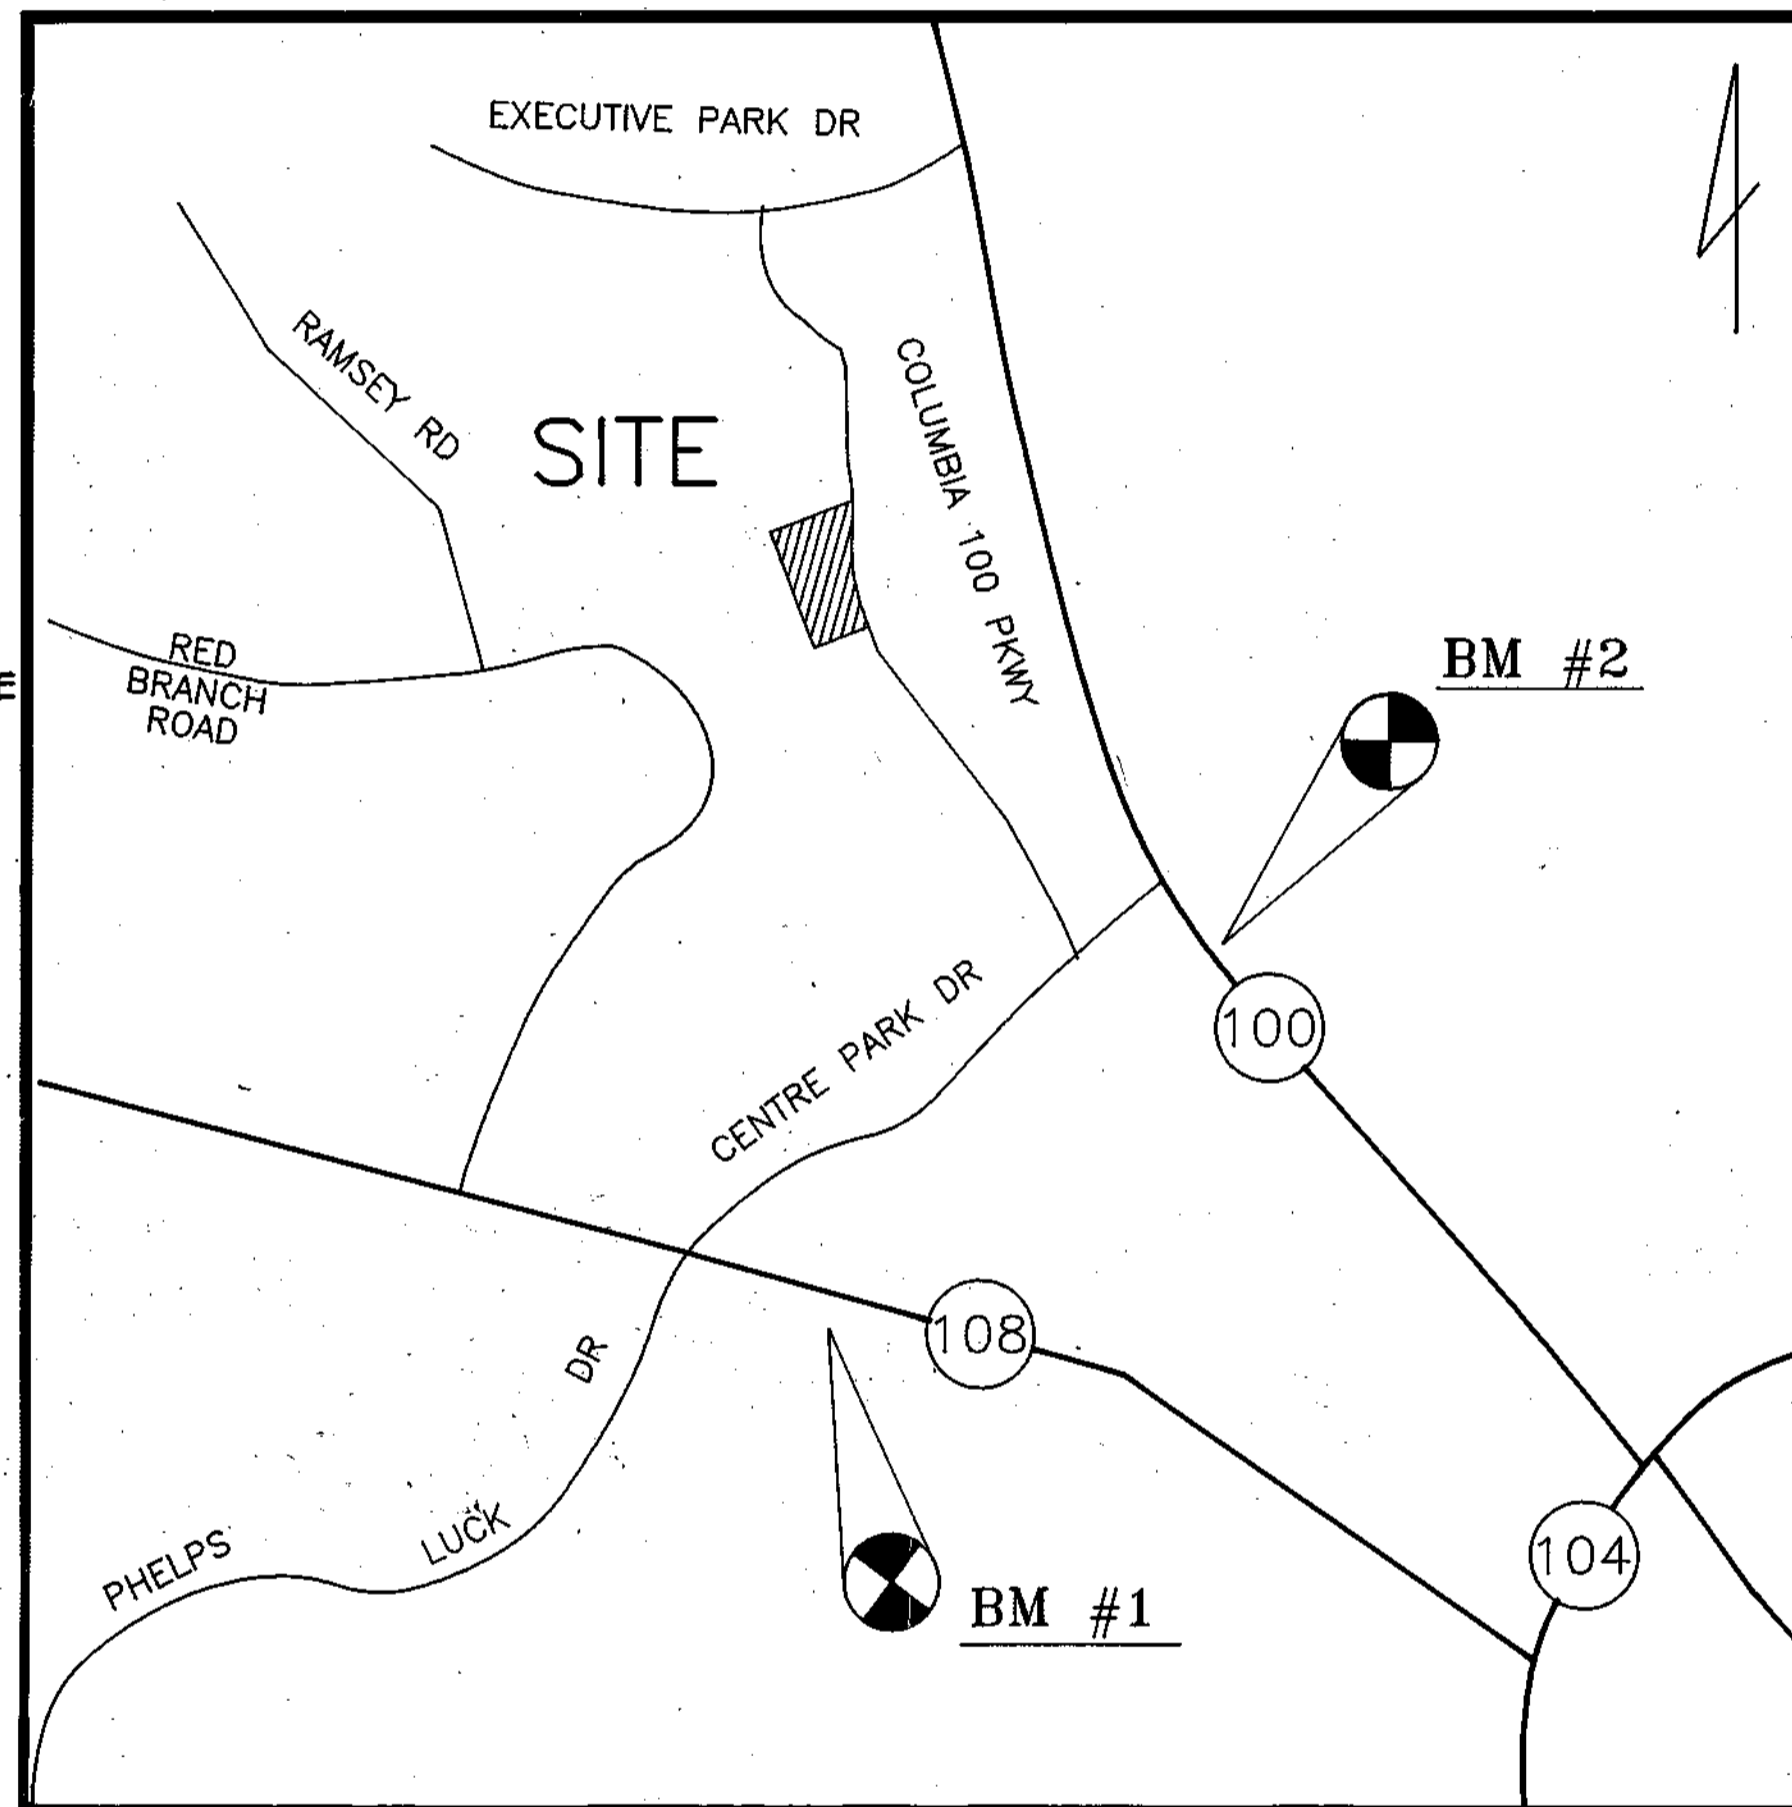 EXECUTIVE PARK DR
RAMSEY RD
SITE
COLUMBIA 100 PKWY
RED
BRANCH
ROAD
BM #2
CENTRE PARK DR
100
108
DR
LUCK
PHELPS
104
BM #1